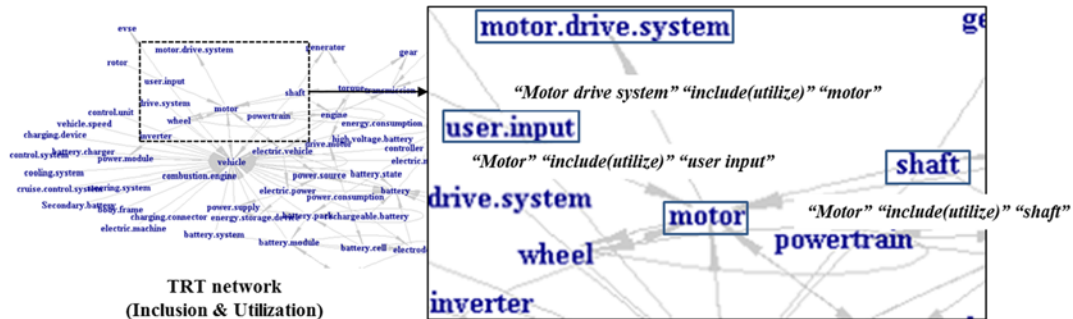 evse
motor.drive.system
generator
gear
rotor
user.input
shaft
torque
transmission
drive.system
motor
control.unit
wheel
powertrain
engine
vehicle.speed
energy.consumption
charging.device
inverter
high.voltage.battery
drive.motor
controller
control.system
battery.charger
power.module
vehicle
electric.vehicle
cooling.system
combustion.engine
power.source
battery.state
cruise.control.system
steering.system
electric.power
battery
power.consumption
Secondary.battery
body.frame
power.supply
charging.connector
energy.storage.device
battery.pack
rechargeable.battery
electric.machine
battery.system
battery.module
battery.cell
TRT network
(Inclusion & Utilization)
motor.drive.system
ge
“Motor drive system” “include(utilize)” “motor”
user.input
“Motor” “include(utilize)” “user input”
shaft
drive.system
motor
“Motor” “include(utilize)” “shaft”
wheel
powertrain
inverter